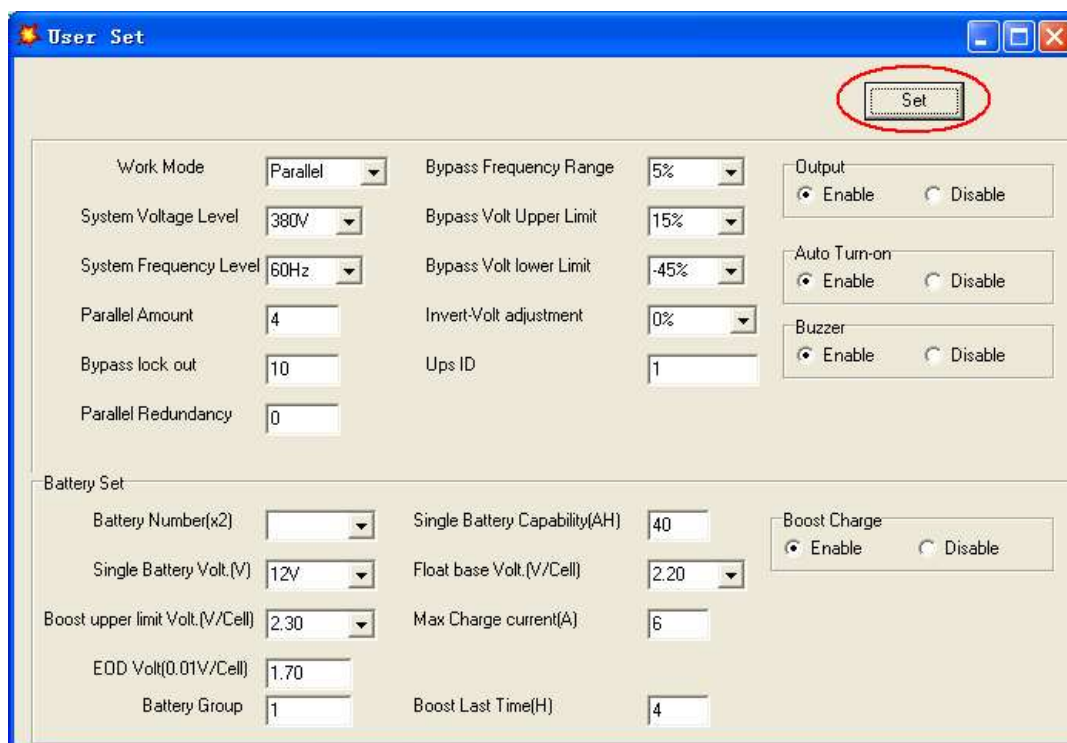 User Set
Set
Work Mode Parallel Bypass Frequency Range 5% Output
Enable Disable
System Voltage Level 380V Bypass Volt Upper Limit 15%
System Frequency Level 60Hz Bypass Volt lower Limit -45% Auto Turn-on
Enable Disable
Parallel Amount 4 Invert-Volt adjustment 0% Buzzer
Enable Disable
Bypass lock out 10 Ups ID 1
Parallel Redundancy 0
Battery Set
Battery Number(x2) Single Battery Capability(AH) 40 Boost Charge
Enable Disable
Single Battery Volt.(V) 12V Float base Volt.(V/Cell) 2.20
Boost upper limit Volt.(V/Cell) 2.30 Max Charge current(A) 6
EOD Volt(0.01V/Cell) 1.70
Battery Group 1 Boost Last Time(H) 4